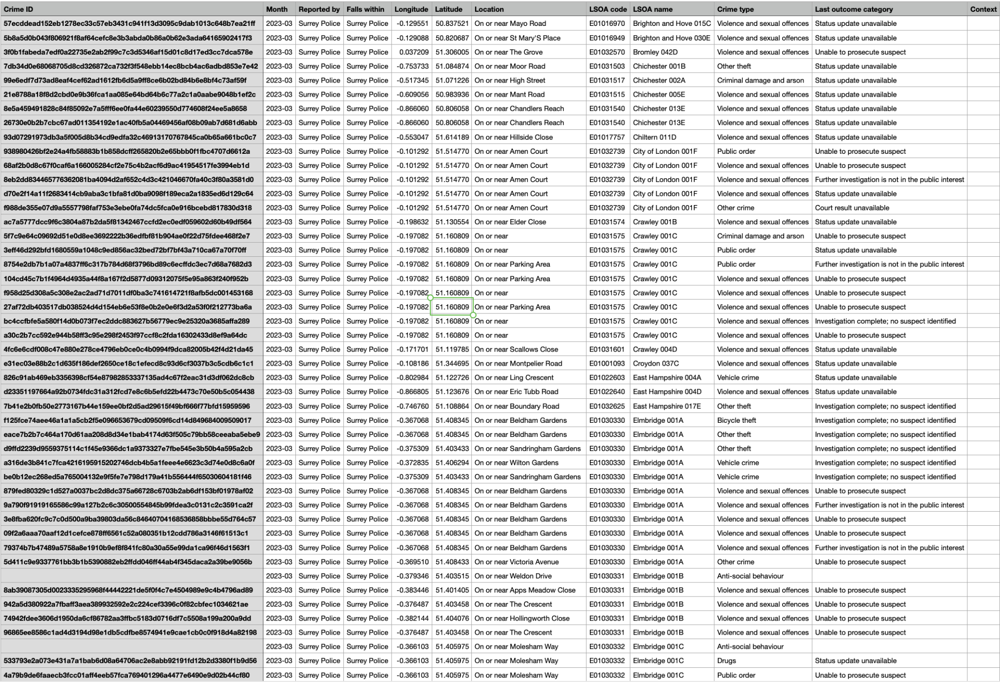 Crime ID Month Reported by Falls within Longitude Latitude Location LSOA code LSOA name Crime type Last outcome category Context
57ecddead152eb1278ec33c57eb3431c941f13d3095c9dab1013c648b7ea21ff 2023-03 Surrey Police Surrey Police -0.129551 50.837521 On or near Mayo Road E01016970 Brighton and Hove 015C Violence and sexual offences Status update unavailable
5b8a5d0b043f806921f8af64cefc8e3b3abda0b86a0b62e3ada64165902417f3 2023-03 Surrey Police Surrey Police -0.129088 50.820687 On or near St Mary'S Place E01016949 Brighton and Hove 030E Violence and sexual offences Status update unavailable
3f0b1fabeda7edf0a22735e2ab2f99c7c3d5346af15d01c8d17ed3cc7dca578e 2023-03 Surrey Police Surrey Police 0.037209 51.306005 On or near The Grove E01032570 Bromley 042D Violence and sexual offences Unable to prosecute suspect
7db34d0e68068705d8cd326872ca732f3f548ebb14ec8bcb4ac6adbd853e7e42 2023-03 Surrey Police Surrey Police -0.753733 51.084874 On or near Moor Road E01031503 Chichester 001B Other theft Status update unavailable
99e6edf7d73ad8eaf4cef62ad1612fb6d5a9ff8ce6b02bd84b6e8bf4c73af59f 2023-03 Surrey Police Surrey Police -0.517345 51.071226 On or near High Street E01031517 Chichester 002A Criminal damage and arson Status update unavailable
21e8788a18f8d2cbd0e9b36fca1aa085e64bd64b6c77a2c1a0aabe9048b1ef2c 2023-03 Surrey Police Surrey Police -0.609056 50.983936 On or near Mant Road E01031515 Chichester 005E Violence and sexual offences Status update unavailable
8e5a459491828c84f85092e7a5fff6ee0fa44e60239550d774608f24ee5a8658 2023-03 Surrey Police Surrey Police -0.866060 50.806058 On or near Chandlers Reach E01031540 Chichester 013E Violence and sexual offences Status update unavailable
26730e0b2b7cbc67ad011354192e1ac40fb5a04469456af08b09ab7d681d6abb 2023-03 Surrey Police Surrey Police -0.866060 50.806058 On or near Chandlers Reach E01031540 Chichester 013E Violence and sexual offences Status update unavailable
93d07291973db3a5f005d8b34cd9edfa32c46913170767845ca0b65a661bc0c7 2023-03 Surrey Police Surrey Police -0.553047 51.614189 On or near Hillside Close E01017757 Chiltern 011D Violence and sexual offences Status update unavailable
938980426bf2e24a4fb58883b1b858dcff265820b2e65bbb0f1fbc4707d6612a 2023-03 Surrey Police Surrey Police -0.101292 51.514770 On or near Amen Court E01032739 City of London 001F Public order Unable to prosecute suspect
68af2b0d8c67f0caf6a166005284cf2e75c4b2acf6d9ac41954517fe3994eb1d 2023-03 Surrey Police Surrey Police -0.101292 51.514770 On or near Amen Court E01032739 City of London 001F Violence and sexual offences Unable to prosecute suspect
8eb2dd834465776362081ba4094d2af652c4d3c421046670fa40c3f80a3581d0 2023-03 Surrey Police Surrey Police -0.101292 51.514770 On or near Amen Court E01032739 City of London 001F Violence and sexual offences Further investigation is not in the public interest
d70e2f14a11f2683414cb9aba3c1bfa81d0ba9098f189eca2a1835ed6d129c64 2023-03 Surrey Police Surrey Police -0.101292 51.514770 On or near Amen Court E01032739 City of London 001F Violence and sexual offences Status update unavailable
f988de355e07d9a5557798faf753e3ebe0fa74dc5fca0e916bcebd817830d318 2023-03 Surrey Police Surrey Police -0.101292 51.514770 On or near Amen Court E01032739 City of London 001F Other crime Court result unavailable
ac7a5777dcc9f6c3804a87b2da5f81342467ccfd2ec0edf059602d60b49df564 2023-03 Surrey Police Surrey Police -0.198632 51.130554 On or near Elder Close E01031574 Crawley 001B Violence and sexual offences Status update unavailable
5f7c9e64c09692d51e0d8ee3692222b36edfbf81b904ae0f22d75fdee468f2e7 2023-03 Surrey Police Surrey Police -0.197082 51.160809 On or near E01031575 Crawley 001C Criminal damage and arson Unable to prosecute suspect
3eff46d292bfd1680559a1048c9ed856ac32bed72bf7bf43a710ca67a70f70ff 2023-03 Surrey Police Surrey Police -0.197082 51.160809 On or near E01031575 Crawley 001C Public order Status update unavailable
8754e2db7b1a07a4837ff6c317b784d68f3796bd89c6ecffdc3ec7d68a7682d3 2023-03 Surrey Police Surrey Police -0.197082 51.160809 On or near Parking Area E01031575 Crawley 001C Public order Further investigation is not in the public interest
104cd45c7b1f4964d4935a44f8a167f2d5877d09312075f5e95a863f240f952b 2023-03 Surrey Police Surrey Police -0.197082 51.160809 On or near Parking Area E01031575 Crawley 001C Violence and sexual offences Unable to prosecute suspect
f958d25d308a5c308e2ac2ad71d7011df0ba3c741614721f8afb5dc001453168 2023-03 Surrey Police Surrey Police -0.197082 51.160809 On or near E01031575 Crawley 001C Violence and sexual offences Unable to prosecute suspect
27af72db403517db038524d4d154eb6e53f8e0b2e0e6f3d2a53f0f212773ba6a 2023-03 Surrey Police Surrey Police -0.197082 51.160809 On or near Parking Area E01031575 Crawley 001C Violence and sexual offences Unable to prosecute suspect
bc4ccfbfe5a580f14d0b073f7ec2ddc883627b56779ec9e25320a3685affa289 2023-03 Surrey Police Surrey Police -0.197082 51.160809 On or near E01031575 Crawley 001C Violence and sexual offences Investigation complete; no suspect identified
a30c2b7cc592e944b58ff3c95e298f2453f97ccf8c2fda16302433d8ef9a64dc 2023-03 Surrey Police Surrey Police -0.197082 51.160809 On or near E01031575 Crawley 001C Violence and sexual offences Unable to prosecute suspect
4fc6e6cdf008c47e880e278ce4796eb0ce0c4b0994f9dca82005b42f4d21da45 2023-03 Surrey Police Surrey Police -0.171701 51.119785 On or near Scallows Close E01031601 Crawley 004D Violence and sexual offences Status update unavailable
e31ec03e88b2c1d635f186def2650ce18c1efecd8c93d6cf3037b3c5cdb6c1c1 2023-03 Surrey Police Surrey Police -0.108186 51.344695 On or near Montpelier Road E01001093 Croydon 037C Violence and sexual offences Status update unavailable
826c91ab469eb3356398cf54e87982853337135ad4c67f2eac31d3df062dc8cb 2023-03 Surrey Police Surrey Police -0.802984 51.122726 On or near Ling Crescent E01022603 East Hampshire 004A Vehicle crime Status update unavailable
d23351197664a92b0734fdc31a312fcd7e8c6b5efd22b4473c70e50b5c054438 2023-03 Surrey Police Surrey Police -0.866805 51.123676 On or near Eric Tubb Road E01022640 East Hampshire 004D Violence and sexual offences Status update unavailable
7b41e2b0fb50e2773167b44e159ee0bf2d5ad29615f49bf666f77bfd15959596 2023-03 Surrey Police Surrey Police -0.746760 51.108864 On or near Boundary Road E01032625 East Hampshire 017E Other theft Investigation complete; no suspect identified
f125fce74aee46a1a1a5cb2f5e096653679cd09509f6cd14d849684009509017 2023-03 Surrey Police Surrey Police -0.367068 51.408345 On or near Beldham Gardens E01030330 Elmbridge 001A Bicycle theft Investigation complete; no suspect identified
eace7b2b7c464a170d61aa208d8d34e1bab4174d63f505c79bb58ceeaba5ebe9 2023-03 Surrey Police Surrey Police -0.367068 51.408345 On or near Beldham Gardens E01030330 Elmbridge 001A Other theft Investigation complete; no suspect identified
d9ffd2239d9559375114c1f45e9366dc1a9373327e7fbe545e3b50b4a595a2cb 2023-03 Surrey Police Surrey Police -0.375309 51.403433 On or near Sandringham Gardens E01030330 Elmbridge 001A Other theft Investigation complete; no suspect identified
a316de3b841c7fca4216195915202746dcb4b5a1feee4e6623c3d74e0d8c6a0f 2023-03 Surrey Police Surrey Police -0.372835 51.406294 On or near Wilton Gardens E01030330 Elmbridge 001A Vehicle crime Investigation complete; no suspect identified
be0b12ec268ed5a765004132e9f5fe7e798d179a41b556444f65030604181f46 2023-03 Surrey Police Surrey Police -0.375309 51.403433 On or near Sandringham Gardens E01030330 Elmbridge 001A Vehicle crime Investigation complete; no suspect identified
879fed80329c1d527a0037bc2d8dc375a66728c6703b2ab6df153bf01978af02 2023-03 Surrey Police Surrey Police -0.367068 51.408345 On or near Beldham Gardens E01030330 Elmbridge 001A Violence and sexual offences Unable to prosecute suspect
9a790f91919165586c99a127b2c6c30500554845b99fdea3c0131c2c3591ca2f 2023-03 Surrey Police Surrey Police -0.367068 51.408345 On or near Beldham Gardens E01030330 Elmbridge 001A Violence and sexual offences Further investigation is not in the public interest
3e8fba620fc9c7c0d500a9ba39803da56c84640704168536858bbbe55d764c57 2023-03 Surrey Police Surrey Police -0.367068 51.408345 On or near Beldham Gardens E01030330 Elmbridge 001A Violence and sexual offences Unable to prosecute suspect
09f2a6aaa70aaf12d1cefce878ff6561c52a080351b12cdd786a3146f61513c1 2023-03 Surrey Police Surrey Police -0.367068 51.408345 On or near Beldham Gardens E01030330 Elmbridge 001A Violence and sexual offences Unable to prosecute suspect
79374b7b47489a5758a8e1910b9ef8f841fc80a30a55e99da1ca96f46d1563f1 2023-03 Surrey Police Surrey Police -0.367068 51.408345 On or near Beldham Gardens E01030330 Elmbridge 001A Violence and sexual offences Further investigation is not in the public interest
5d411c9e9337761bb3b1b5390882eb2ffdd046ff44ab4f345daca2a39be9056b 2023-03 Surrey Police Surrey Police -0.369510 51.408433 On or near Victoria Avenue E01030330 Elmbridge 001A Other crime Unable to prosecute suspect
2023-03 Surrey Police Surrey Police -0.379346 51.403515 On or near Weldon Drive E01030331 Elmbridge 001B Anti-social behaviour
8ab39087305d0023335295968f44442221de5f0f4c7e4504989e9c4b4796ad89 2023-03 Surrey Police Surrey Police -0.383446 51.401405 On or near Apps Meadow Close E01030331 Elmbridge 001B Violence and sexual offences Unable to prosecute suspect
942a5d380922a7fbaff3aea389932592e2c224cef3396c0f82cbfec1034621ae 2023-03 Surrey Police Surrey Police -0.376487 51.403458 On or near The Crescent E01030331 Elmbridge 001B Violence and sexual offences Unable to prosecute suspect
74942fdee3606d1950da6cf86782aa3ffbc5183d0716df7c5508a199a200a9dd 2023-03 Surrey Police Surrey Police -0.382144 51.404076 On or near Hollingworth Close E01030331 Elmbridge 001B Violence and sexual offences Unable to prosecute suspect
96865ee8586c1ad4d3194d98e1db5cdfbe8574941e9cae1cb0c0f918d4a82198 2023-03 Surrey Police Surrey Police -0.376487 51.403458 On or near The Crescent E01030331 Elmbridge 001B Violence and sexual offences Unable to prosecute suspect
2023-03 Surrey Police Surrey Police -0.366103 51.405975 On or near Molesham Way E01030332 Elmbridge 001C Anti-social behaviour
533793e2a073e431a7a1bab6d08a64706ac2e8abb92191fd12b2d3380f1b9d56 2023-03 Surrey Police Surrey Police -0.366103 51.405975 On or near Molesham Way E01030332 Elmbridge 001C Drugs Status update unavailable
4a79b9de6faaecb3fcc01aff4eeb57fca769401296a4477e6490e9d02b44cf80 2023-03 Surrey Police Surrey Police -0.366103 51.405975 On or near Molesham Way E01030332 Elmbridge 001C Public order Unable to prosecute suspect